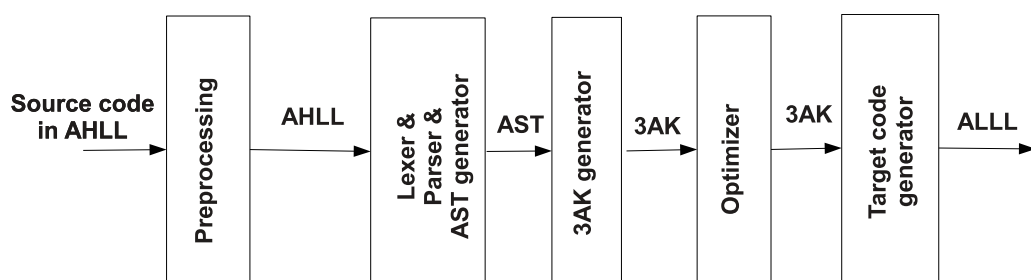 Source code
in AHLL
Preprocessing
AHLL
Lexer &
Parser &
AST generator
AST
3AK generator
3AK
Optimizer
3AK
Target code
generator
ALLL